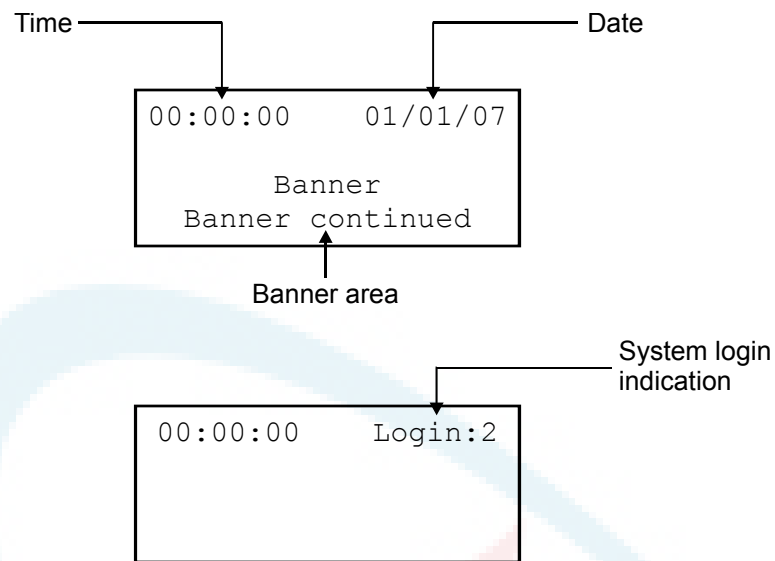 Time
Date
00:00:00 01/01/07
Banner
Banner continued
Banner area
System login
indication
00:00:00 Login:2